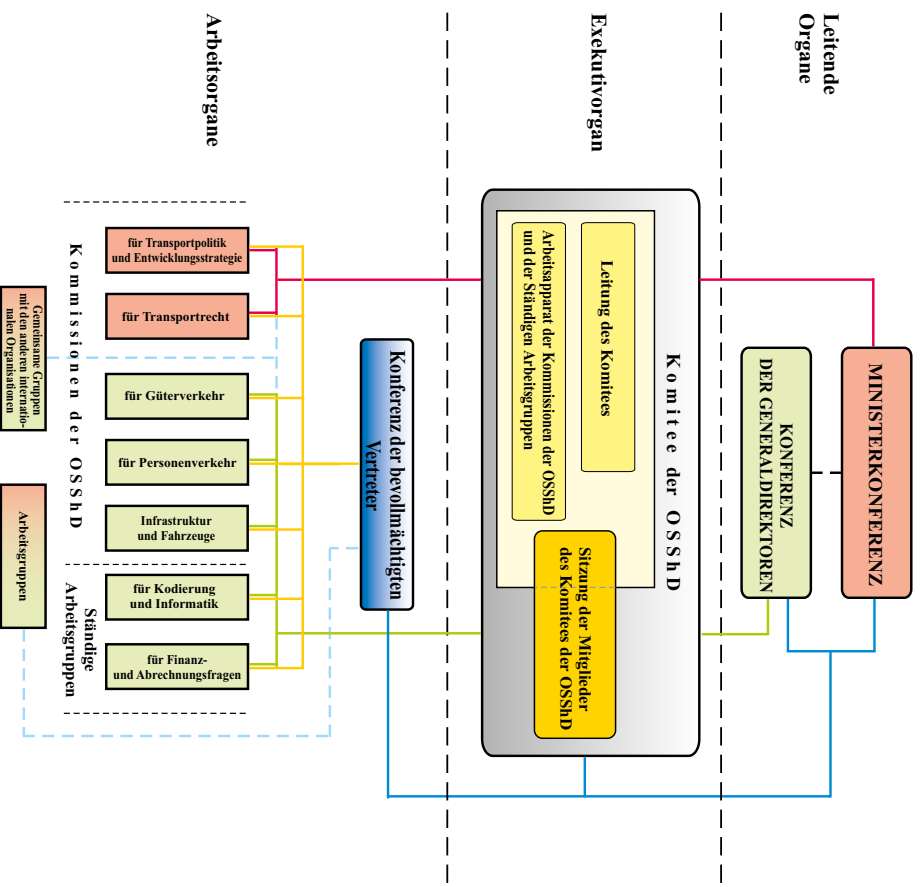 Leitende
Organe
MINISTERKONFERENZ
KONFERENZ
DER GENERALDIREKTOREN
Exekutivorgan
Komitee der OSShD
Leitung des Komitees
Arbeitsapparat der Kommissionen der OSShD
und der Ständigen Arbeitsgruppen
Sitzung der Mitglieder
des Komitees der OSShD
Arbeitsorgane
Konferenz der bevollmächtigten
Vertreter
für Transportpolitik
und Entwicklungsstrategie
für Transportrecht
für Güterverkehr
für Personenverkehr
Infrastruktur
und Fahrzeuge
für Kodierung
und Informatik
für Finanz-
und Abrechnungsfragen
Kommissionen der OSShD
Ständige
Arbeitsgruppen
Gemeinsame Gruppen
mit den anderen internatio-
nalen Organisationen
Arbeitsgruppen